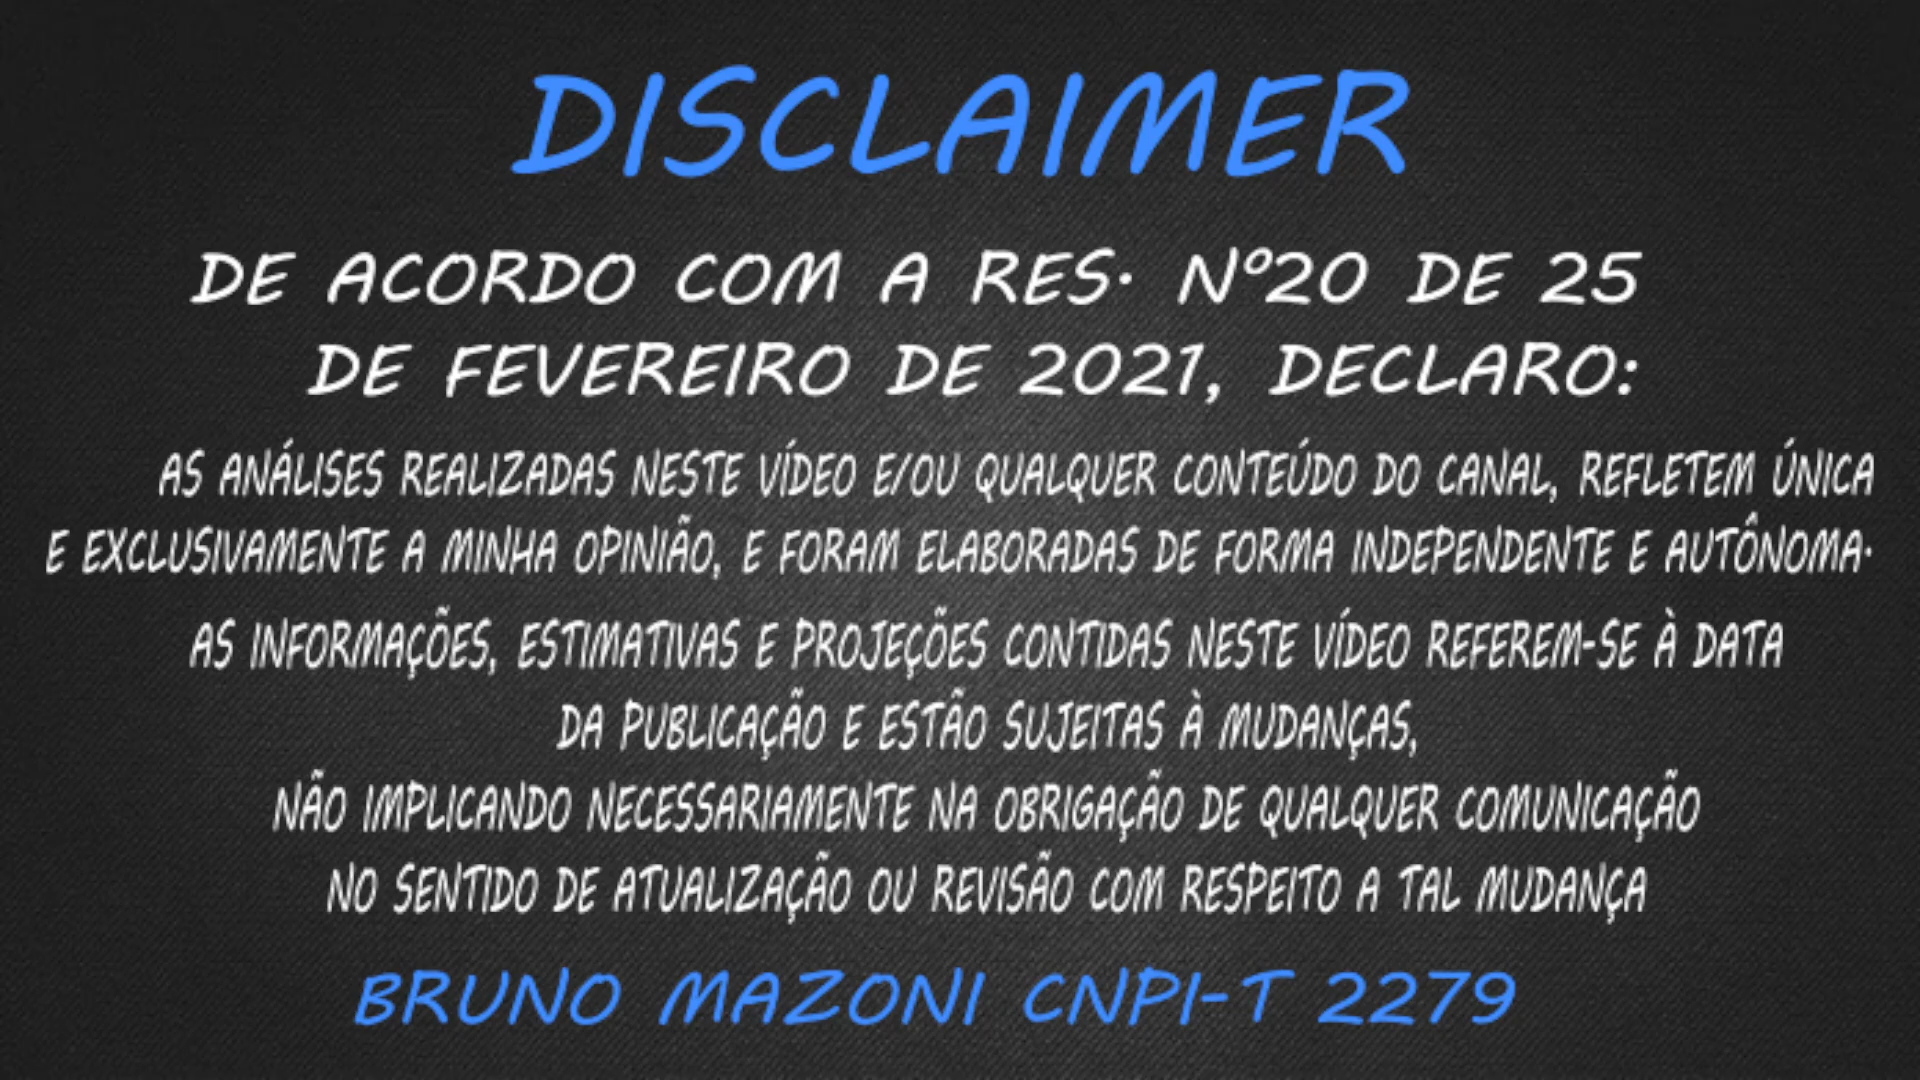 DISCLAIMER
DE ACORDO COM A RES. Nº20 DE 25
DE FEVEREIRO DE 2021, DECLARO:
AS ANÁLISES REALIZADAS NESTE VÍDEO E/OU QUALQUER CONTEÚDO DO CANAL, REFLETEM ÚNICA
E EXCLUSIVAMENTE A MINHA OPINIÃO, E FORAM ELABORADAS DE FORMA INDEPENDENTE E AUTÔNOMA.
AS INFORMAÇÕES, ESTIMATIVAS E PROJEÇÕES CONTIDAS NESTE VÍDEO REFEREM-SE À DATA
DA PUBLICAÇÃO E ESTÃO SUJEITAS À MUDANÇAS,
NÃO IMPLICANDO NECESSARIAMENTE NA OBRIGAÇÃO DE QUALQUER COMUNICAÇÃO
NO SENTIDO DE ATUALIZAÇÃO OU REVISÃO COM RESPEITO A TAL MUDANÇA
BRUNO MAZONI CNPI-T 2279